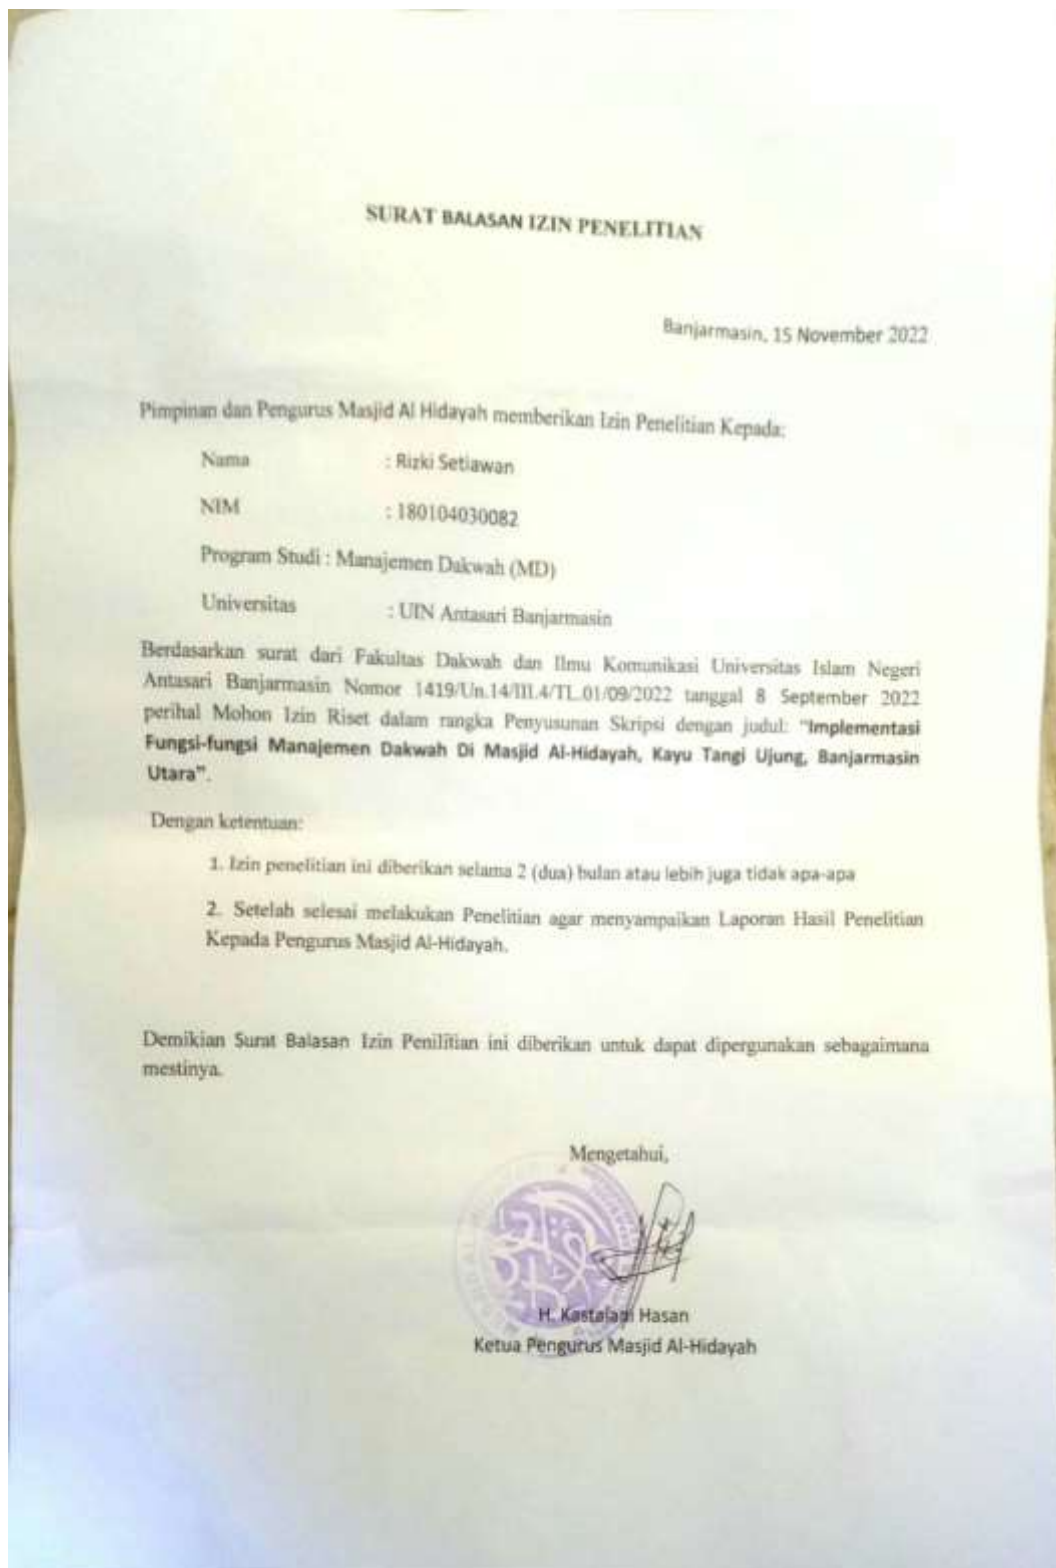 SURAT BALASAN IZIN PENELITIAN
Banjarmasin, 15 November 2022
Pimpinan dan Pengurus Masjid Al Hidayah memberikan Izin Penelitian Kepada:
Nama : Rizki Setiawan
NIM : 180104030082
Program Studi : Manajemen Dakwah (MD)
Universitas : UIN Antasari Banjarmasin
Berdasarkan surat dari Fakultas Dakwah dan Ilmu Komunikasi Universitas Islam Negeri
Antasari Banjarmasin Nomor 1419/Un.14/III.4/TL.01/09/2022 tanggal 8 September 2022
perihal Mohon Izin Riset dalam rangka Penyusunan Skripsi dengan judul: "Implementasi
Fungsi-fungsi Manajemen Dakwah Di Masjid Al-Hidayah, Kayu Tangi Ujung, Banjarmasin
Utara".
Dengan ketentuan:
1. Izin penelitian ini diberikan selama 2 (dua) bulan atau lebih juga tidak apa-apa
2. Setelah selesai melakukan Penelitian agar menyampaikan Laporan Hasil Penelitian
Kepada Pengurus Masjid Al-Hidayah.
Demikian Surat Balasan Izin Penilitian ini diberikan untuk dapat dipergunakan sebagaimana
mestinya.
Mengetahui,
H. Kastalani Hasan
Ketua Pengurus Masjid Al-Hidayah